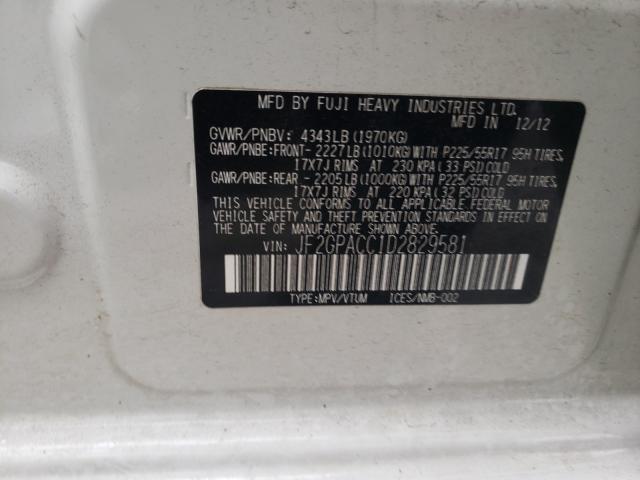 MFD BY FUJI HEAVY INDUSTRIES LTD.
MFD IN 12/12
GVWR/PNBV: 4343LB(1970KG)
GAWR/PNBE:FRONT-2227LB(1010KG)WITH P225/55R17 95H TIRES,
17X7J RIMS AT 230 KPA(33 PSI)COLD
GAWR/PNBE:REAR -2205LB(1000KG)WITH P225/55R17 95H TIRES,
17X7J RIMS AT 220 KPA(32 PSI)COLD
THIS VEHICLE CONFORMS TO ALL APPLICABLE FEDERAL MOTOR
VEHICLE SAFETY AND THEFT PREVENTION STANDARDS IN EFFECT
ON THE DATE OF MANUFACTURE SHOWN ABOVE.
VIN: JF2GPACC1D2829581
TYPE:MPV/VTUM ICES/NMB-002